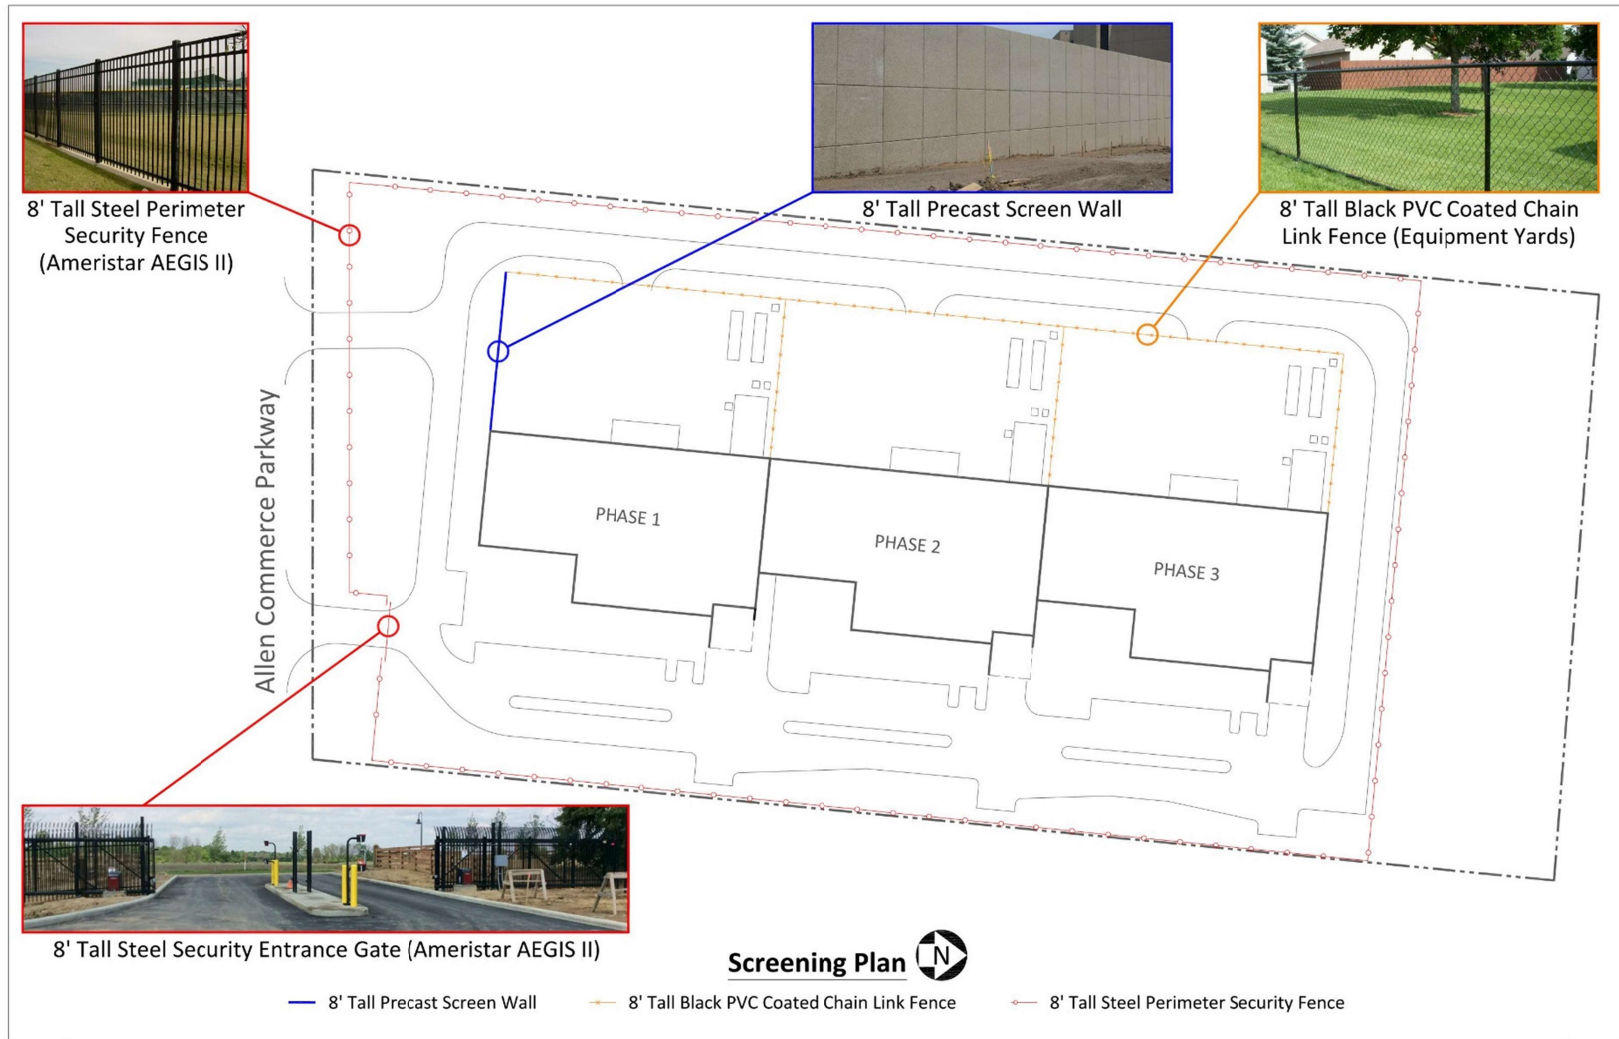 8' Tall Steel Perimeter
Security Fence
(Ameristar AEGIS II)
8' Tall Precast Screen Wall
8' Tall Black PVC Coated Chain
Link Fence (Equipment Yards)
Allen Commerce Parkway
PHASE 1
PHASE 2
PHASE 3
8' Tall Steel Security Entrance Gate (Ameristar AEGIS II)
Screening Plan
N
8' Tall Precast Screen Wall
8' Tall Black PVC Coated Chain Link Fence
8' Tall Steel Perimeter Security Fence